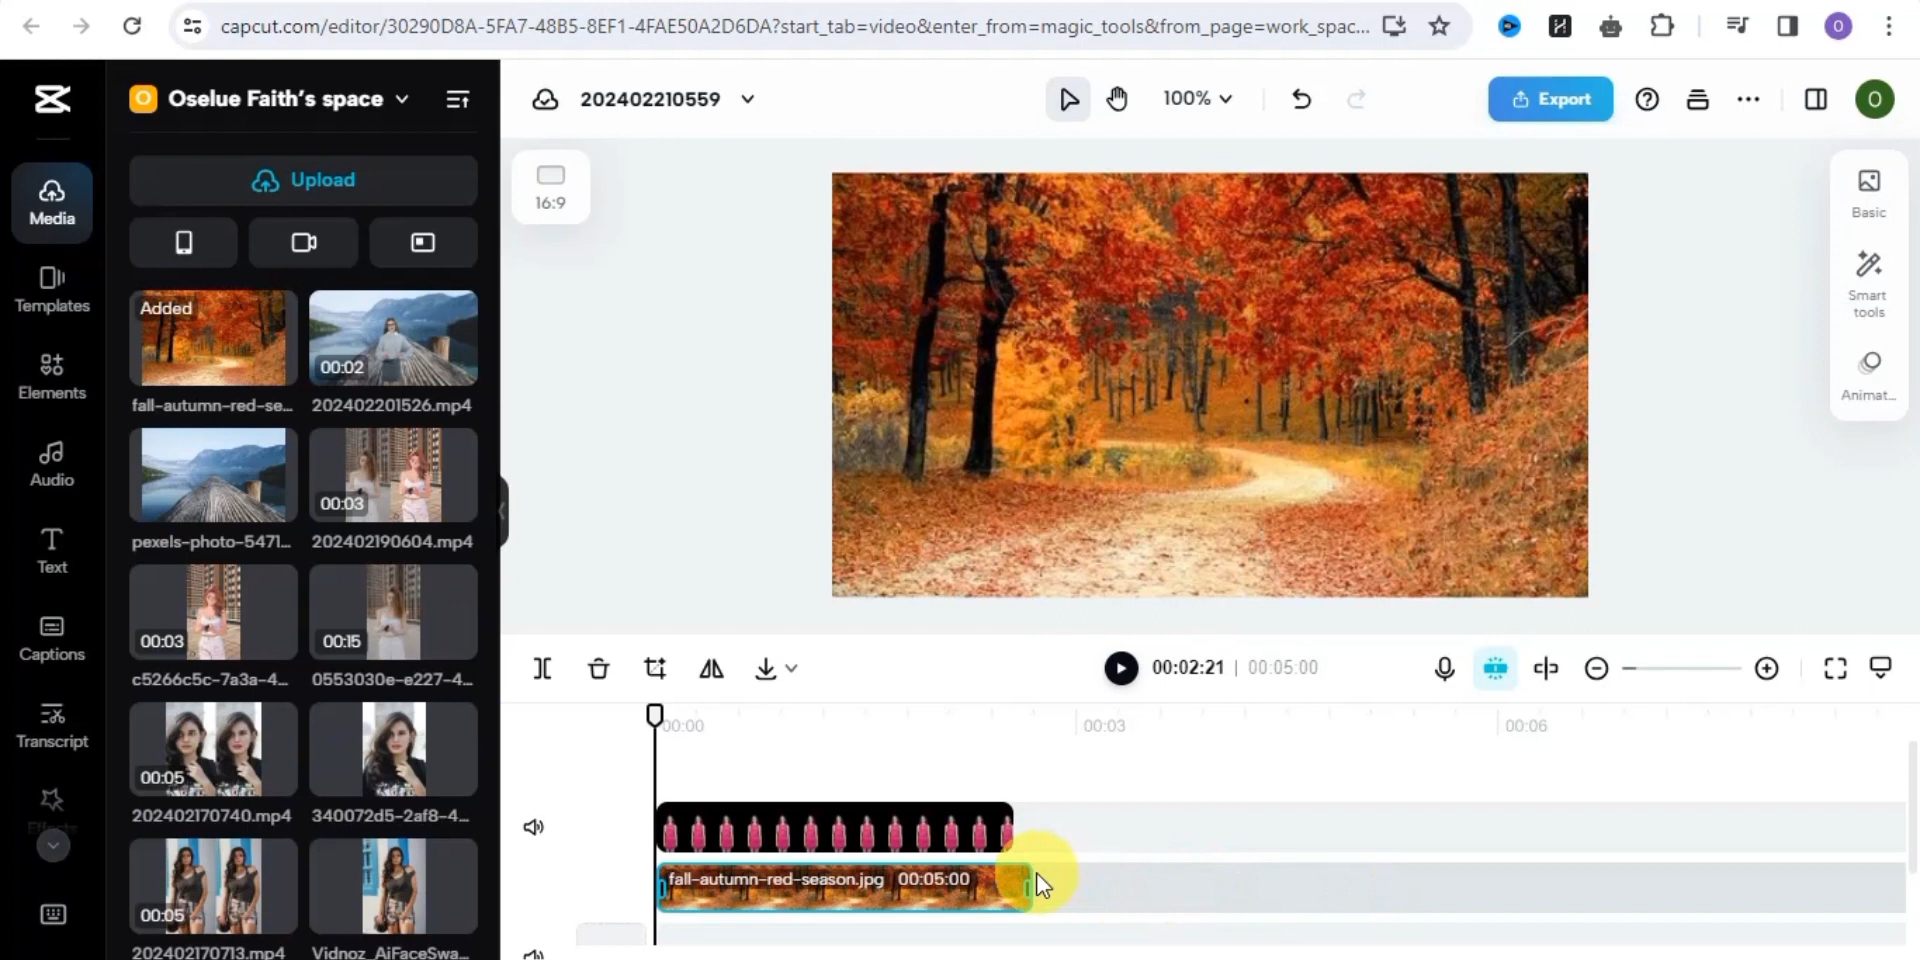 capcut.com/editor/30290D8A-5FA7-48B5-8EF1-4FAE50A2D6DA?start_tab=video&enter_from=magic_tools&from_page=work_spac...
O
Oselue Faith's space
O
202402210559
100%
Export
O
Media
Templates
Elements
Audio
Text
Captions
Transcript
Effects
Upload
Added
fall-autumn-red-se...
00:02
202402201526.mp4
pexels-photo-5471...
00:03
202402190604.mp4
00:03
c5266c5c-7a3a-4...
00:15
0553030e-e227-4...
00:05
202402170740.mp4
340072d5-2af8-4...
00:05
202402170713.mp4
Vidnoz_AiFaceSwa...
16:9
Basic
Smart
tools
Animat...
00:02:21 | 00:05:00
00:00
00:03
00:06
fall-autumn-red-season.jpg 00:05:00